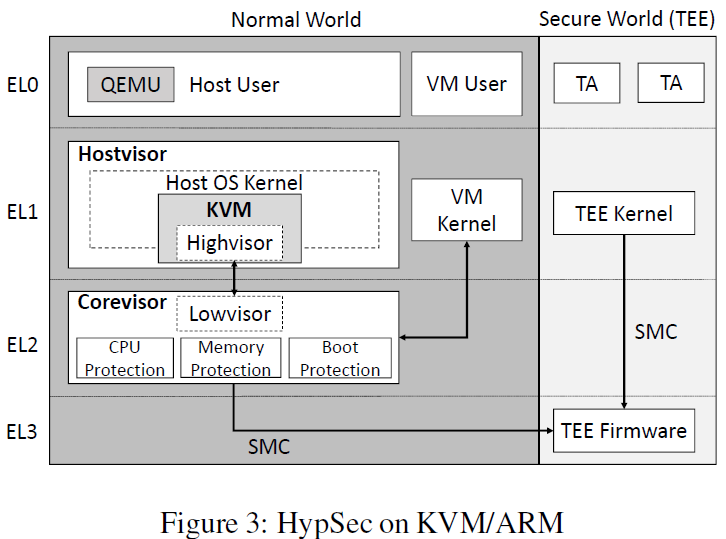 Normal World
Secure World (TEE)
EL0
QEMU
Host User
VM User
TA
TA
EL1
Hostvisor
Host OS Kernel
KVM
Highvisor
VM
Kernel
TEE Kernel
EL2
Corevisor
Lowvisor
CPU
Protection
Memory
Protection
Boot
Protection
SMC
EL3
SMC
TEE Firmware
Figure 3: HypSec on KVM/ARM